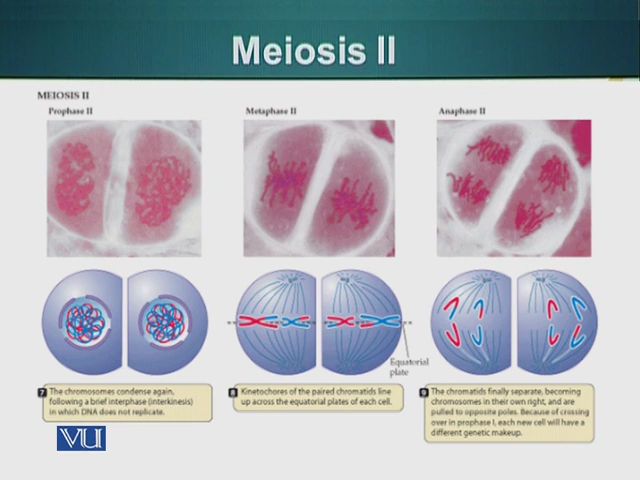 Meiosis II
MEIOSIS II
Prophase II
Metaphase II
Anaphase II
Equatorial
plate
7 The chromosomes condense again,
following a brief interphase (interkinesis)
in which DNA does not replicate.
8 Kinetochores of the paired chromatids line
up across the equatorial plates of each cell.
9 The chromatids finally separate, becoming
chromosomes in their own right, and are
pulled to opposite poles. Because of crossing
over in prophase I, each new cell will have a
different genetic makeup.
VU